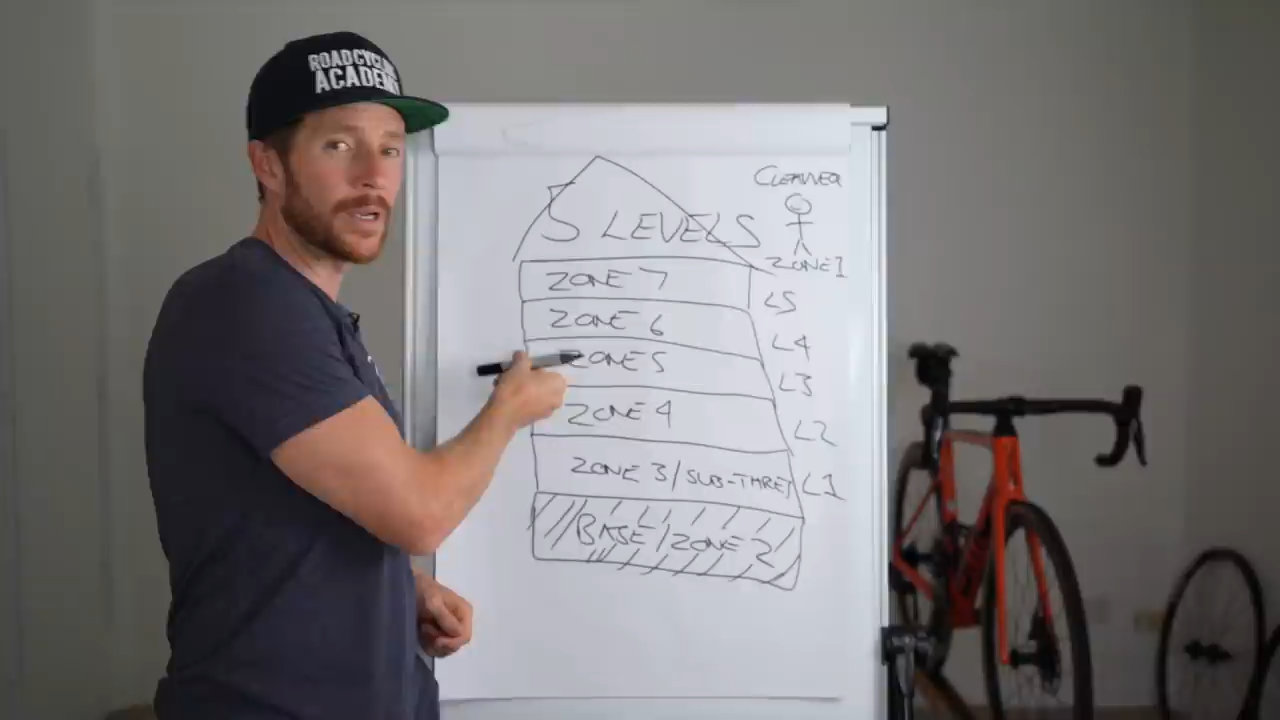 ROADCYCLING
ACADEMY
CLEANER
5 LEVELS
ZONE 1
ZONE 7
L5
ZONE 6
L4
ZONE 5
L3
ZONE 4
L2
ZONE 3/SUB-THRE
L1
BASE/ZONE 2